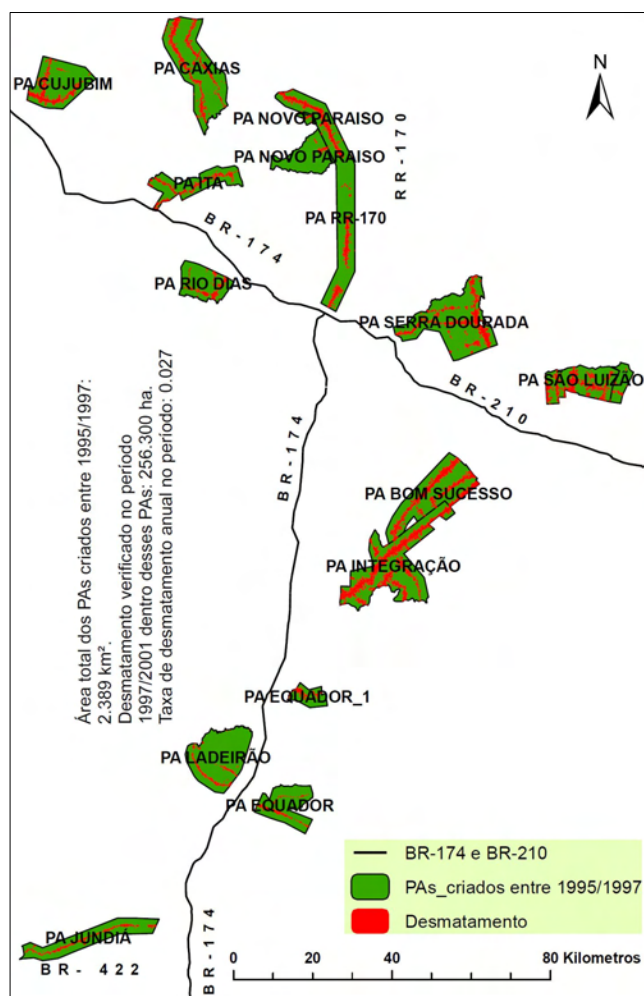 PA CAXIAS
PA CUJUBIM
N
PA NOVO PARAISO
PA NOVO PARAISO
RR-170
PA ITA
PA RR-170
BR-174
PA RIO DIAS
PA SERRA DOURADA
PA SÃO LUIZÃO
BR-210
BR-174
Área total dos PAs criados entre 1995/1997:
2.389 km².
Desmatamento verificado no período
1997/2001 dentro desses PAs: 256.300 ha.
Taxa de desmatamento anual no período: 0.027
PA BOM SUCESSO
PA INTEGRAÇÃO
PA EQUADOR_1
PA LADEIRÃO
PA EQUADOR
BR-174 e BR-210
PAs_criados entre 1995/1997
Desmatamento
PA JUNDIÁ
BR- 422
BR-174
0 20 40 80 Kilometros